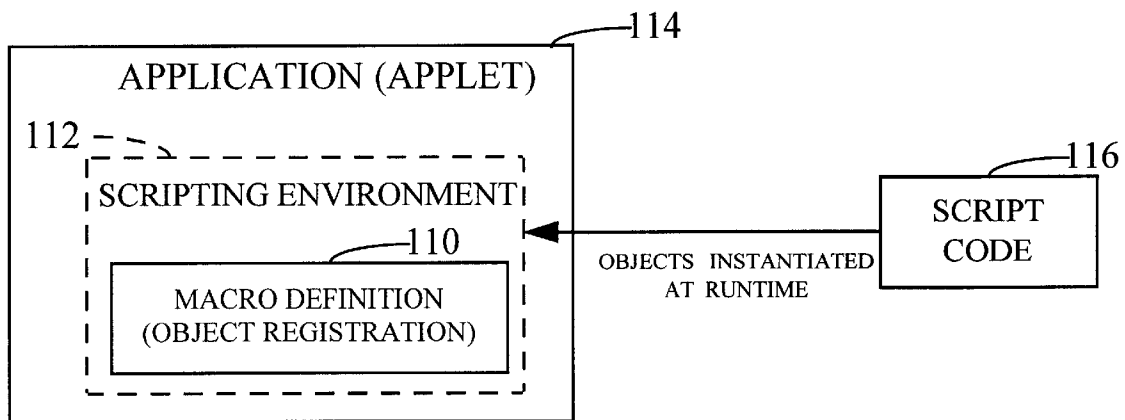 114
APPLICATION (APPLET)
112
SCRIPTING ENVIRONMENT
110
MACRO DEFINITION
(OBJECT REGISTRATION)
OBJECTS INSTANTIATED
AT RUNTIME
116
SCRIPT
CODE